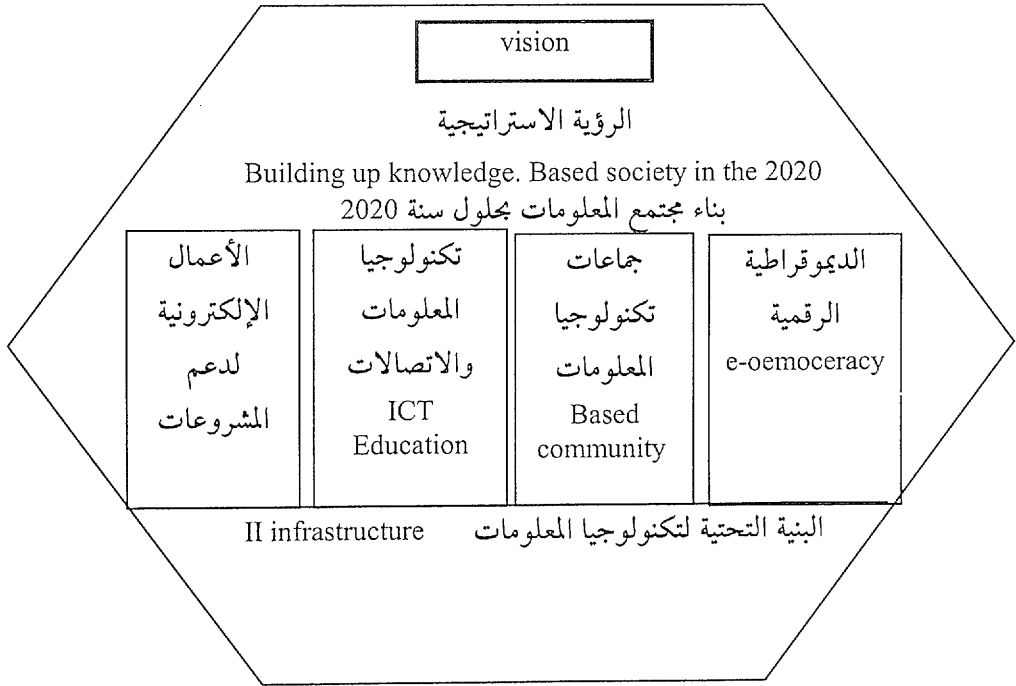 vision
الرؤية الاستراتيجية
Building up knowledge. Based society in the 2020
بناء مجتمع المعلومات بحلول سنة 2020
الديموقراطية
الرقمية
e-oemoceracy
جماعات
تكنولوجيا
المعلومات
Based
community
تكنولوجيا
المعلومات
والاتصالات
ICT
Education
الأعمال
الإلكترونية
لدعم
المشروعات
البنية التحتية لتكنولوجيا المعلومات II infrastructure